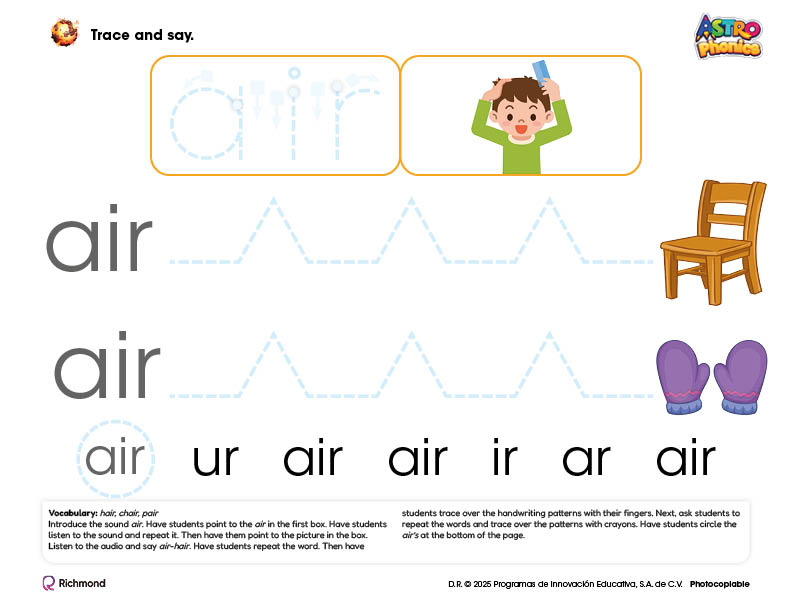 Trace and say.
ASTRO
Phonics
air
air
air
air ur air air ir ar air
Vocabulary: hair, chair, pair
Introduce the sound air. Have students point to the air in the first box. Have students
listen to the sound and repeat it. Then have them point to the picture in the box.
Listen to the audio and say air-hair. Have students repeat the word. Then have
students trace over the handwriting patterns with their fingers. Next, ask students to
repeat the words and trace over the patterns with crayons. Have students circle the
air's at the bottom of the page.
Richmond
D.R. © 2025 Programas de Innovación Educativa, S.A. de C.V. Photocopiable